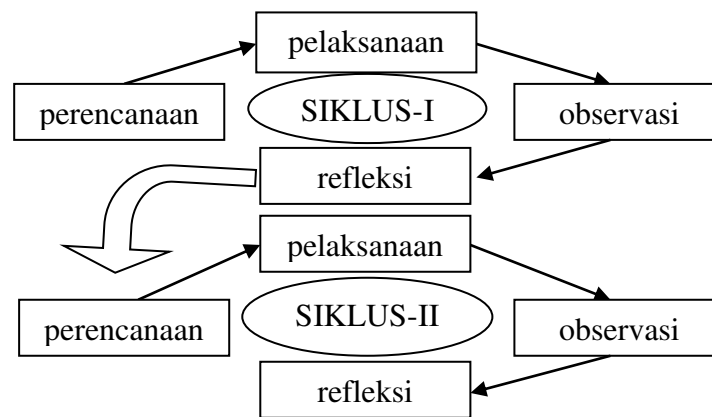 pelaksanaan
perencanaan
SIKLUS-I
observasi
refleksi
pelaksanaan
perencanaan
SIKLUS-II
observasi
refleksi